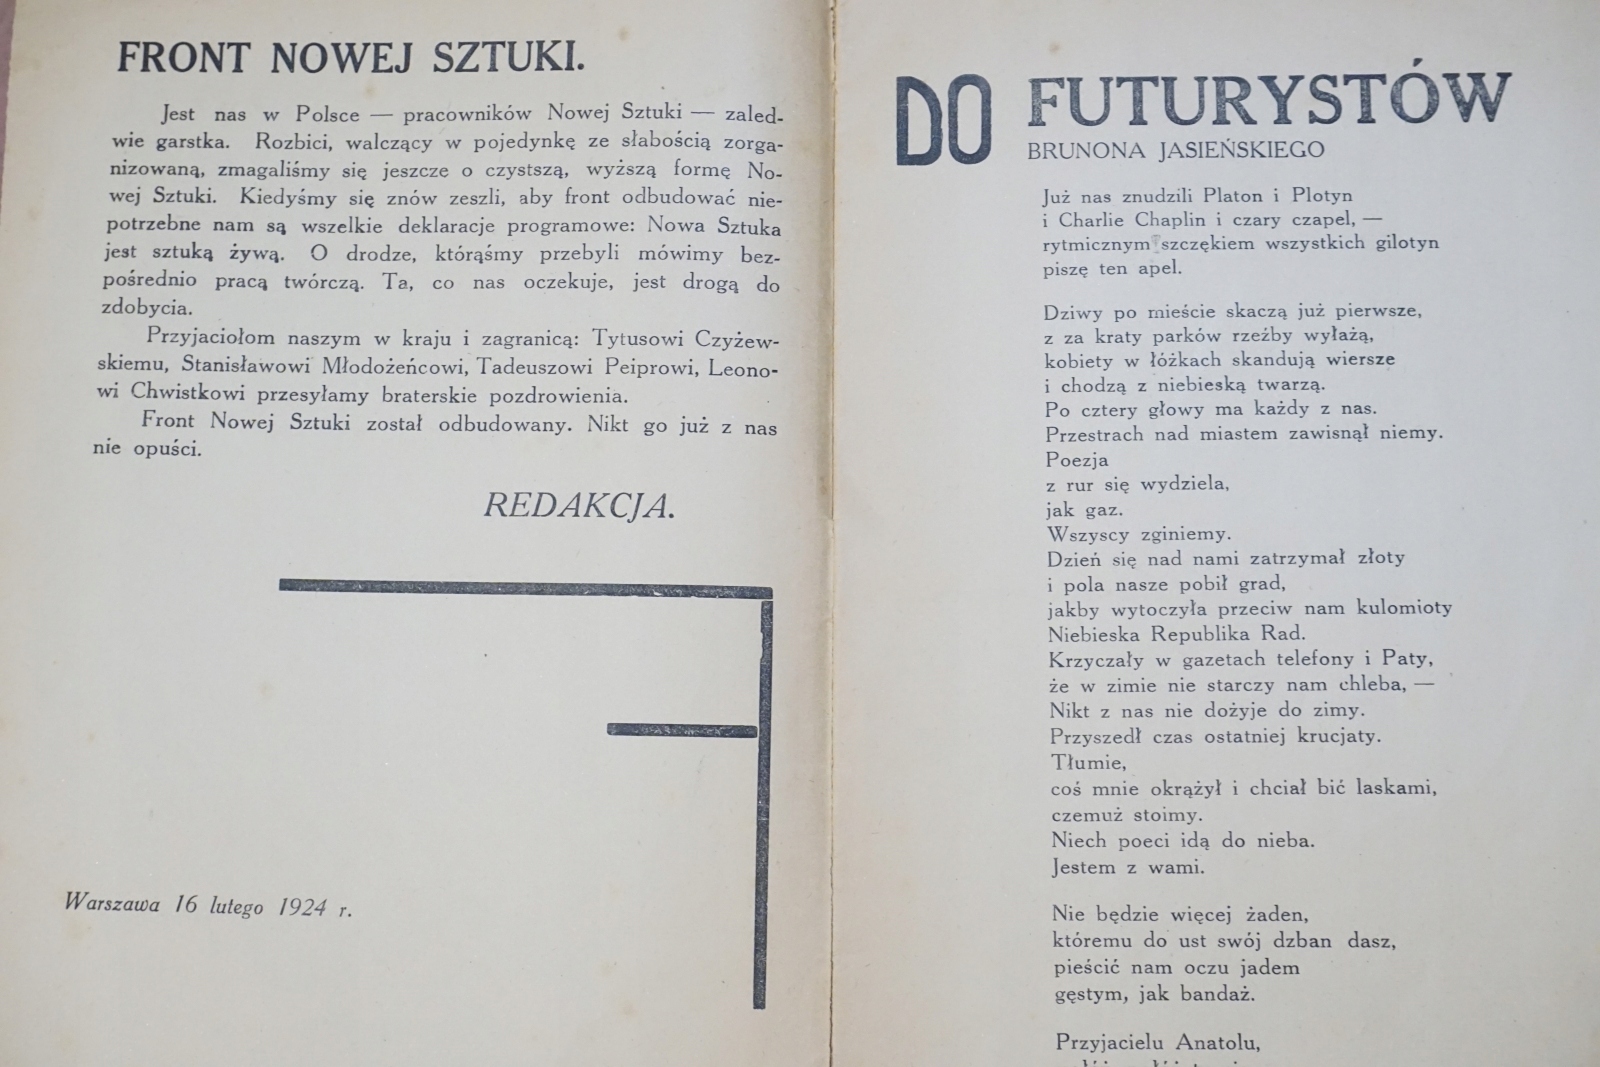 FRONT NOWEJ SZTUKI.
Jest nas w Polsce — pracowników Nowej Sztuki — zaled-
wie garstka. Rozbici, walczący w pojedynkę ze słabością zorga-
nizowaną, zmagaliśmy się jeszcze o czystszą, wyższą formę No-
wej Sztuki. Kiedyśmy się znów zeszli, aby front odbudować nie-
potrzebne nam są wszelkie deklaracje programowe: Nowa Sztuka
jest sztuką żywą. O drodze, którąśmy przebyli mówimy bez-
pośrednio pracą twórczą. Ta, co nas oczekuje, jest drogą do
zdobycia.
Przyjaciołom naszym w kraju i zagranicą: Tytusowi Czyżew-
skiemu, Stanisławowi Młodożeńcowi, Tadeuszowi Peiprowi, Leono-
wi Chwistkowi przesyłamy braterskie pozdrowienia.
Front Nowej Sztuki został odbudowany. Nikt go już z nas
nie opuści.
REDAKCJA.
Warszawa 16 lutego 1924 r.
DO FUTURYSTÓW
BRUNONA JASIEŃSKIEGO
Już nas znudzili Platon i Plotyn
i Charlie Chaplin i czary czapel, —
rytmicznym szczękiem wszystkich gilotyn
piszę ten apel.
Dziwy po mieście skaczą już pierwsze,
z za kraty parków rzeźby wyłażą,
kobiety w łóżkach skandują wiersze
i chodzą z niebieską twarzą.
Po cztery głowy ma każdy z nas.
Przestrach nad miastem zawisnął niemy.
Poezja
z rur się wydziela,
jak gaz.
Wszyscy zginiemy.
Dzień się nad nami zatrzymał złoty
i pola nasze pobił grad,
jakby wytoczyła przeciw nam kulomioty
Niebieska Republika Rad.
Krzyczały w gazetach telefony i Paty,
że w zimie nie starczy nam chleba, —
Nikt z nas nie dożyje do zimy.
Przyszedł czas ostatniej krucjaty.
Tłumie,
coś mnie okrążył i chciał bić laskami,
czemuż stoimy.
Niech poeci idą do nieba.
Jestem z wami.
Nie będzie więcej żaden,
któremu do ust swój dzban dasz,
pieścić nam oczu jadem
gęstym, jak bandaż.
Przyjacielu Anatolu,